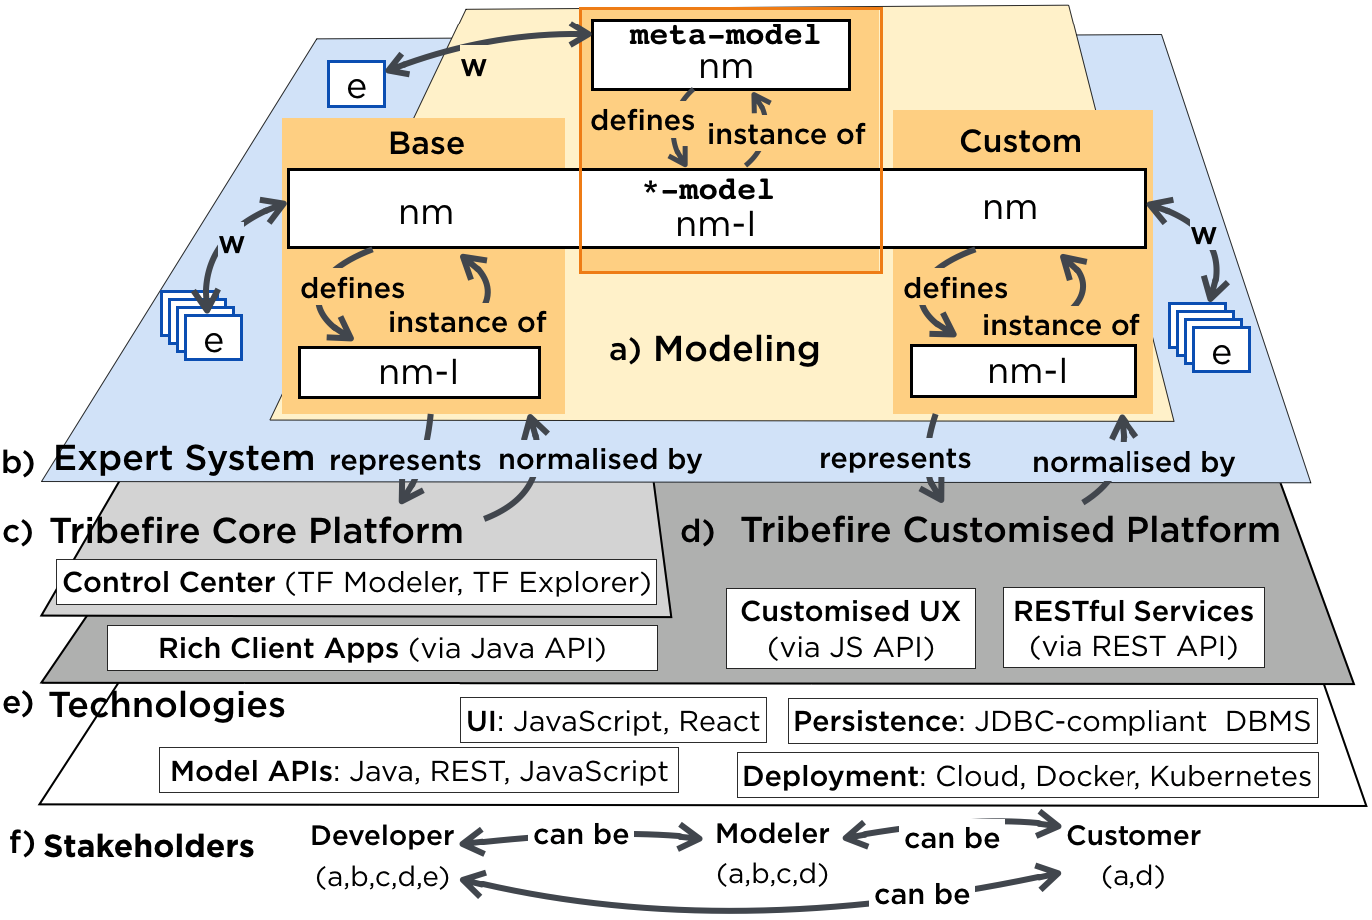 meta-model
nm
e
w
defines
instance of
Base
Custom
*-model
nm
nm-l
nm
w
w
defines
instance of
defines
instance of
e
e
a) Modeling
nm-l
nm-l
b) Expert System
represents
normalised by
represents
normalised by
c) Tribefire Core Platform
d) Tribefire Customised Platform
Control Center (TF Modeler, TF Explorer)
Customised UX
(via JS API)
RESTful Services
(via REST API)
Rich Client Apps (via Java API)
e) Technologies
UI: JavaScript, React
Persistence: JDBC-compliant DBMS
Model APIs: Java, REST, JavaScript
Deployment: Cloud, Docker, Kubernetes
f) Stakeholders
Developer
(a,b,c,d,e)
can be
Modeler
(a,b,c,d)
can be
Customer
(a,d)
can be